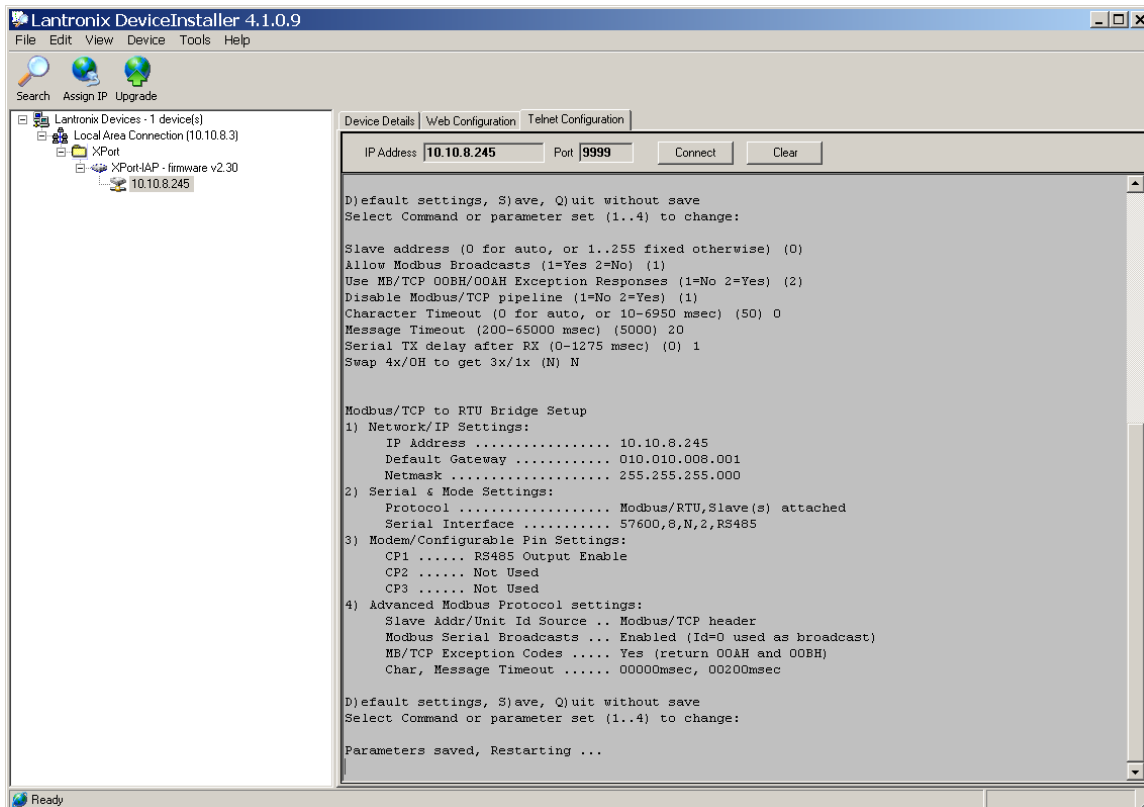 Lantronix DeviceInstaller 4.1.0.9
File Edit View Device Tools Help
Search Assign IP Upgrade
Lantronix Devices - 1 device(s)
Local Area Connection (10.10.8.3)
XPort
XPort-IAP - firmware v2.30
10.10.8.245
Device Details Web Configuration Telnet Configuration
IP Address 10.10.8.245 Port 9999 Connect Clear
D)efault settings, S)ave, Q)uit without save
Select Command or parameter set (1..4) to change:
Slave address (0 for auto, or 1..255 fixed otherwise) (0)
Allow Modbus Broadcasts (1=Yes 2=No) (1)
Use MB/TCP 00BH/00AH Exception Responses (1=No 2=Yes) (2)
Disable Modbus/TCP pipeline (1=No 2=Yes) (1)
Character Timeout (0 for auto, or 10-6950 msec) (50) 0
Message Timeout (200-65000 msec) (5000) 20
Serial TX delay after RX (0-1275 msec) (0) 1
Swap 4x/0H to get 3x/1x (N) N
Modbus/TCP to RTU Bridge Setup
1) Network/IP Settings:
IP Address ................. 10.10.8.245
Default Gateway ............ 010.010.008.001
Netmask .................... 255.255.255.000
2) Serial & Mode Settings:
Protocol ................... Modbus/RTU,Slave(s) attached
Serial Interface ........... 57600,8,N,2,RS485
3) Modem/Configurable Pin Settings:
CP1 ...... RS485 Output Enable
CP2 ...... Not Used
CP3 ...... Not Used
4) Advanced Modbus Protocol settings:
Slave Addr/Unit Id Source .. Modbus/TCP header
Modbus Serial Broadcasts ... Enabled (Id=0 used as broadcast)
MB/TCP Exception Codes ..... Yes (return 00AH and 00BH)
Char, Message Timeout ...... 00000msec, 00200msec
D)efault settings, S)ave, Q)uit without save
Select Command or parameter set (1..4) to change:
Parameters saved, Restarting ...
Ready